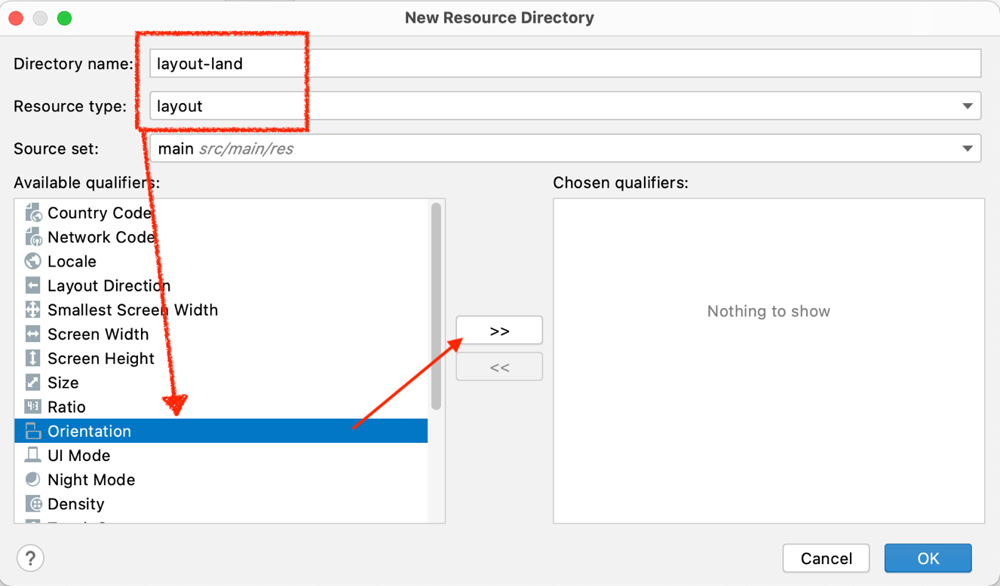 New Resource Directory
Directory name: layout-land
Resource type: layout
Source set: main src/main/res
Available qualifiers:
Country Code
Network Code
Locale
Layout Direction
Smallest Screen Width
Screen Width
Screen Height
Size
4:3 Ratio
Orientation
UI Mode
Night Mode
Density
>>
<<
Chosen qualifiers:
Nothing to show
?
Cancel
OK